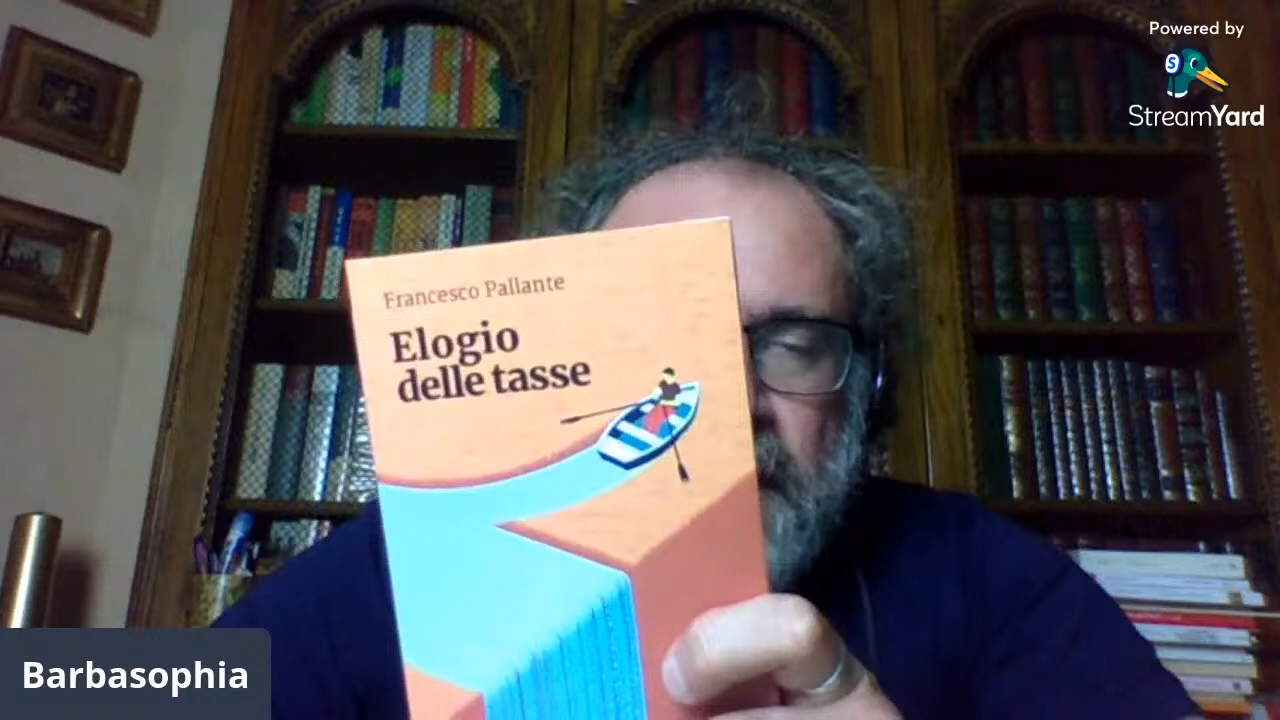 Powered by
StreamYard
Francesco Pallante
Elogio
delle tasse
Barbasophia